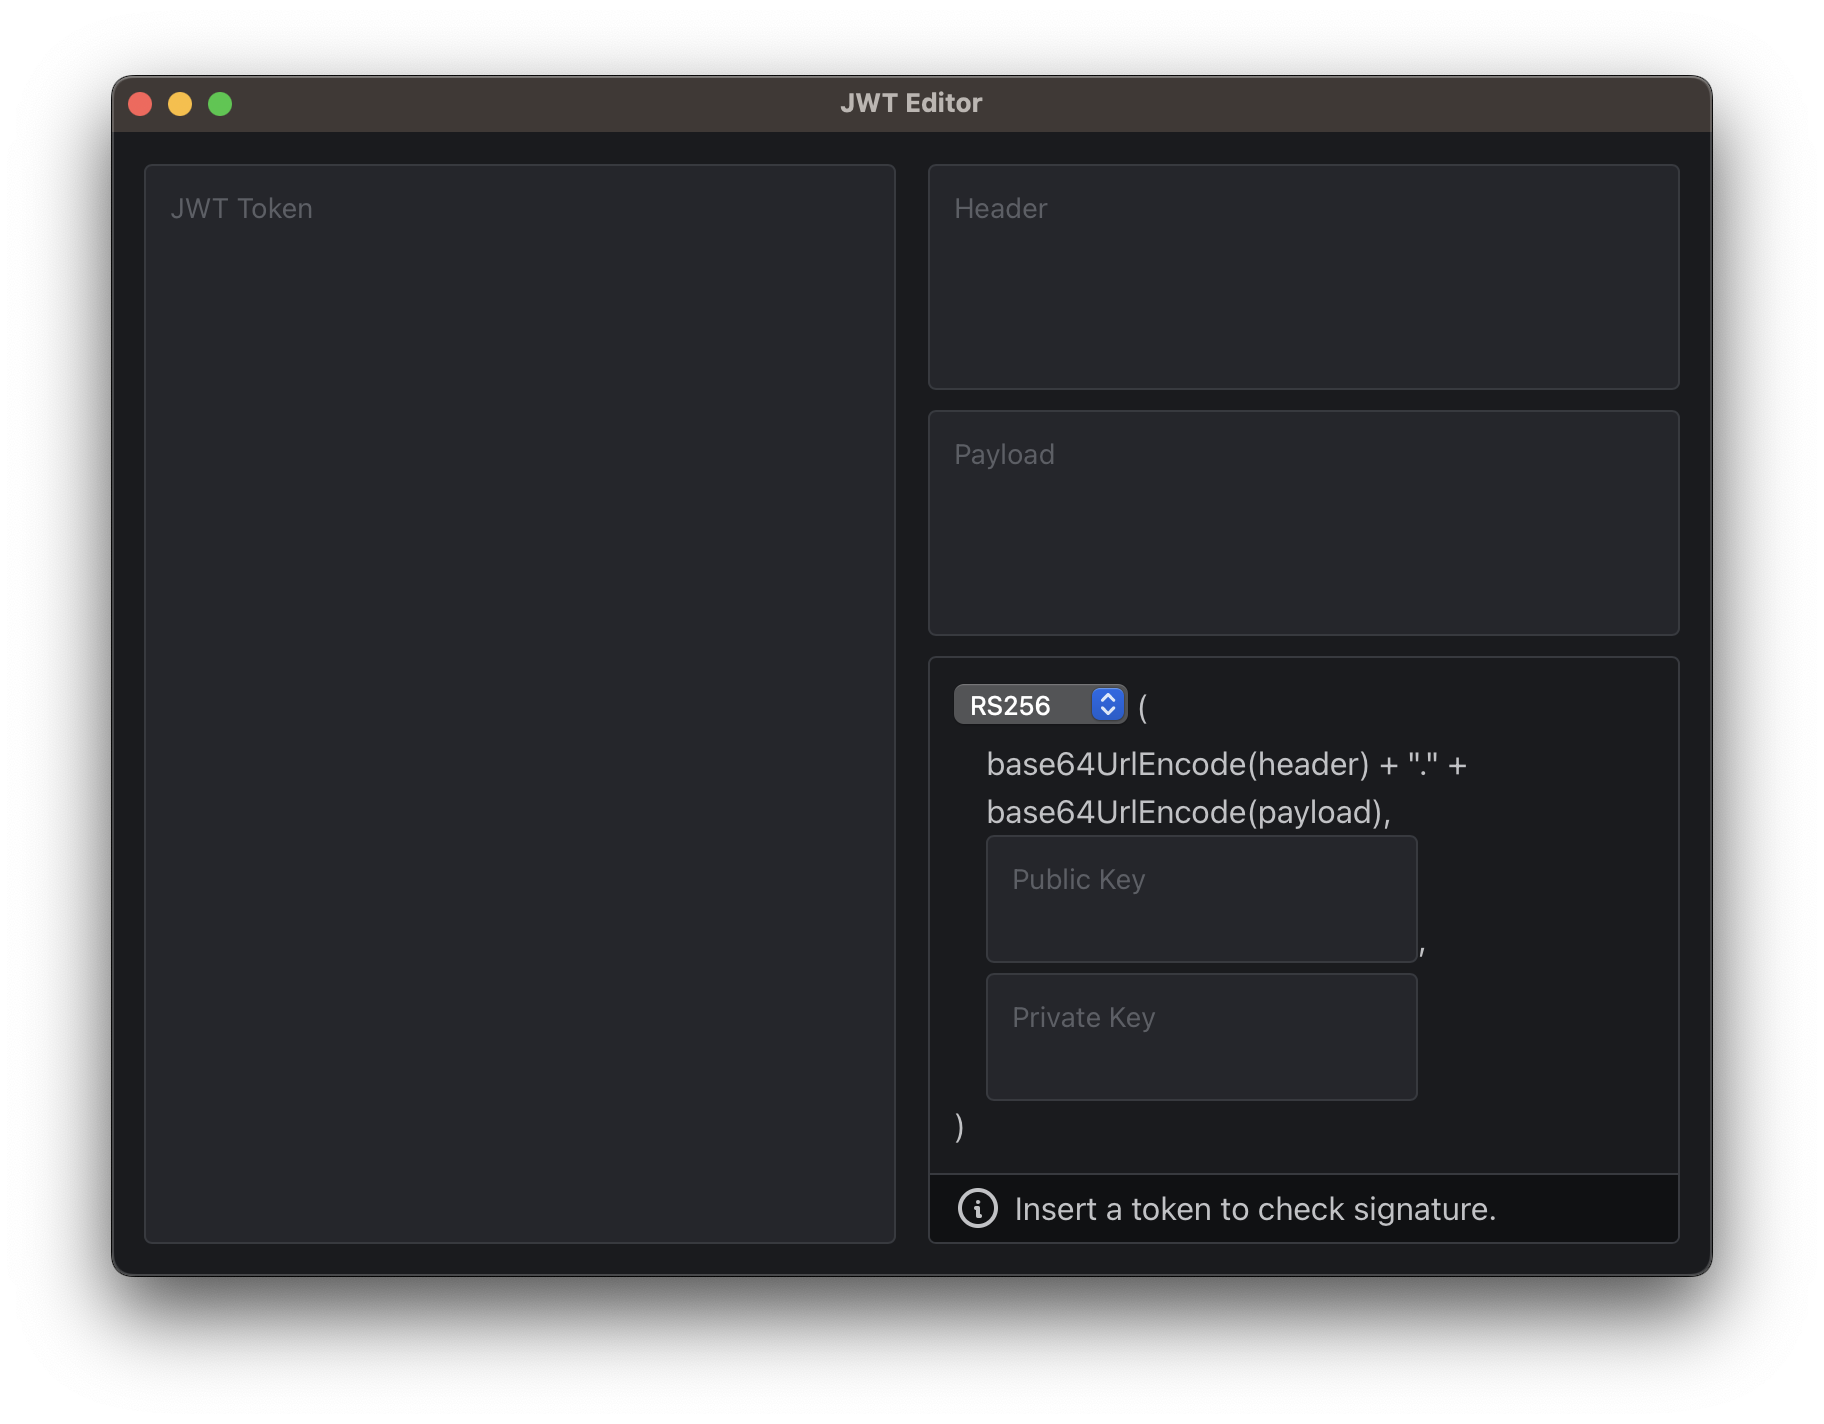 JWT Editor
JWT Token
Header
Payload
RS256 (
base64UrlEncode(header) + "." +
base64UrlEncode(payload),
Public Key
,
Private Key
)
Insert a token to check signature.